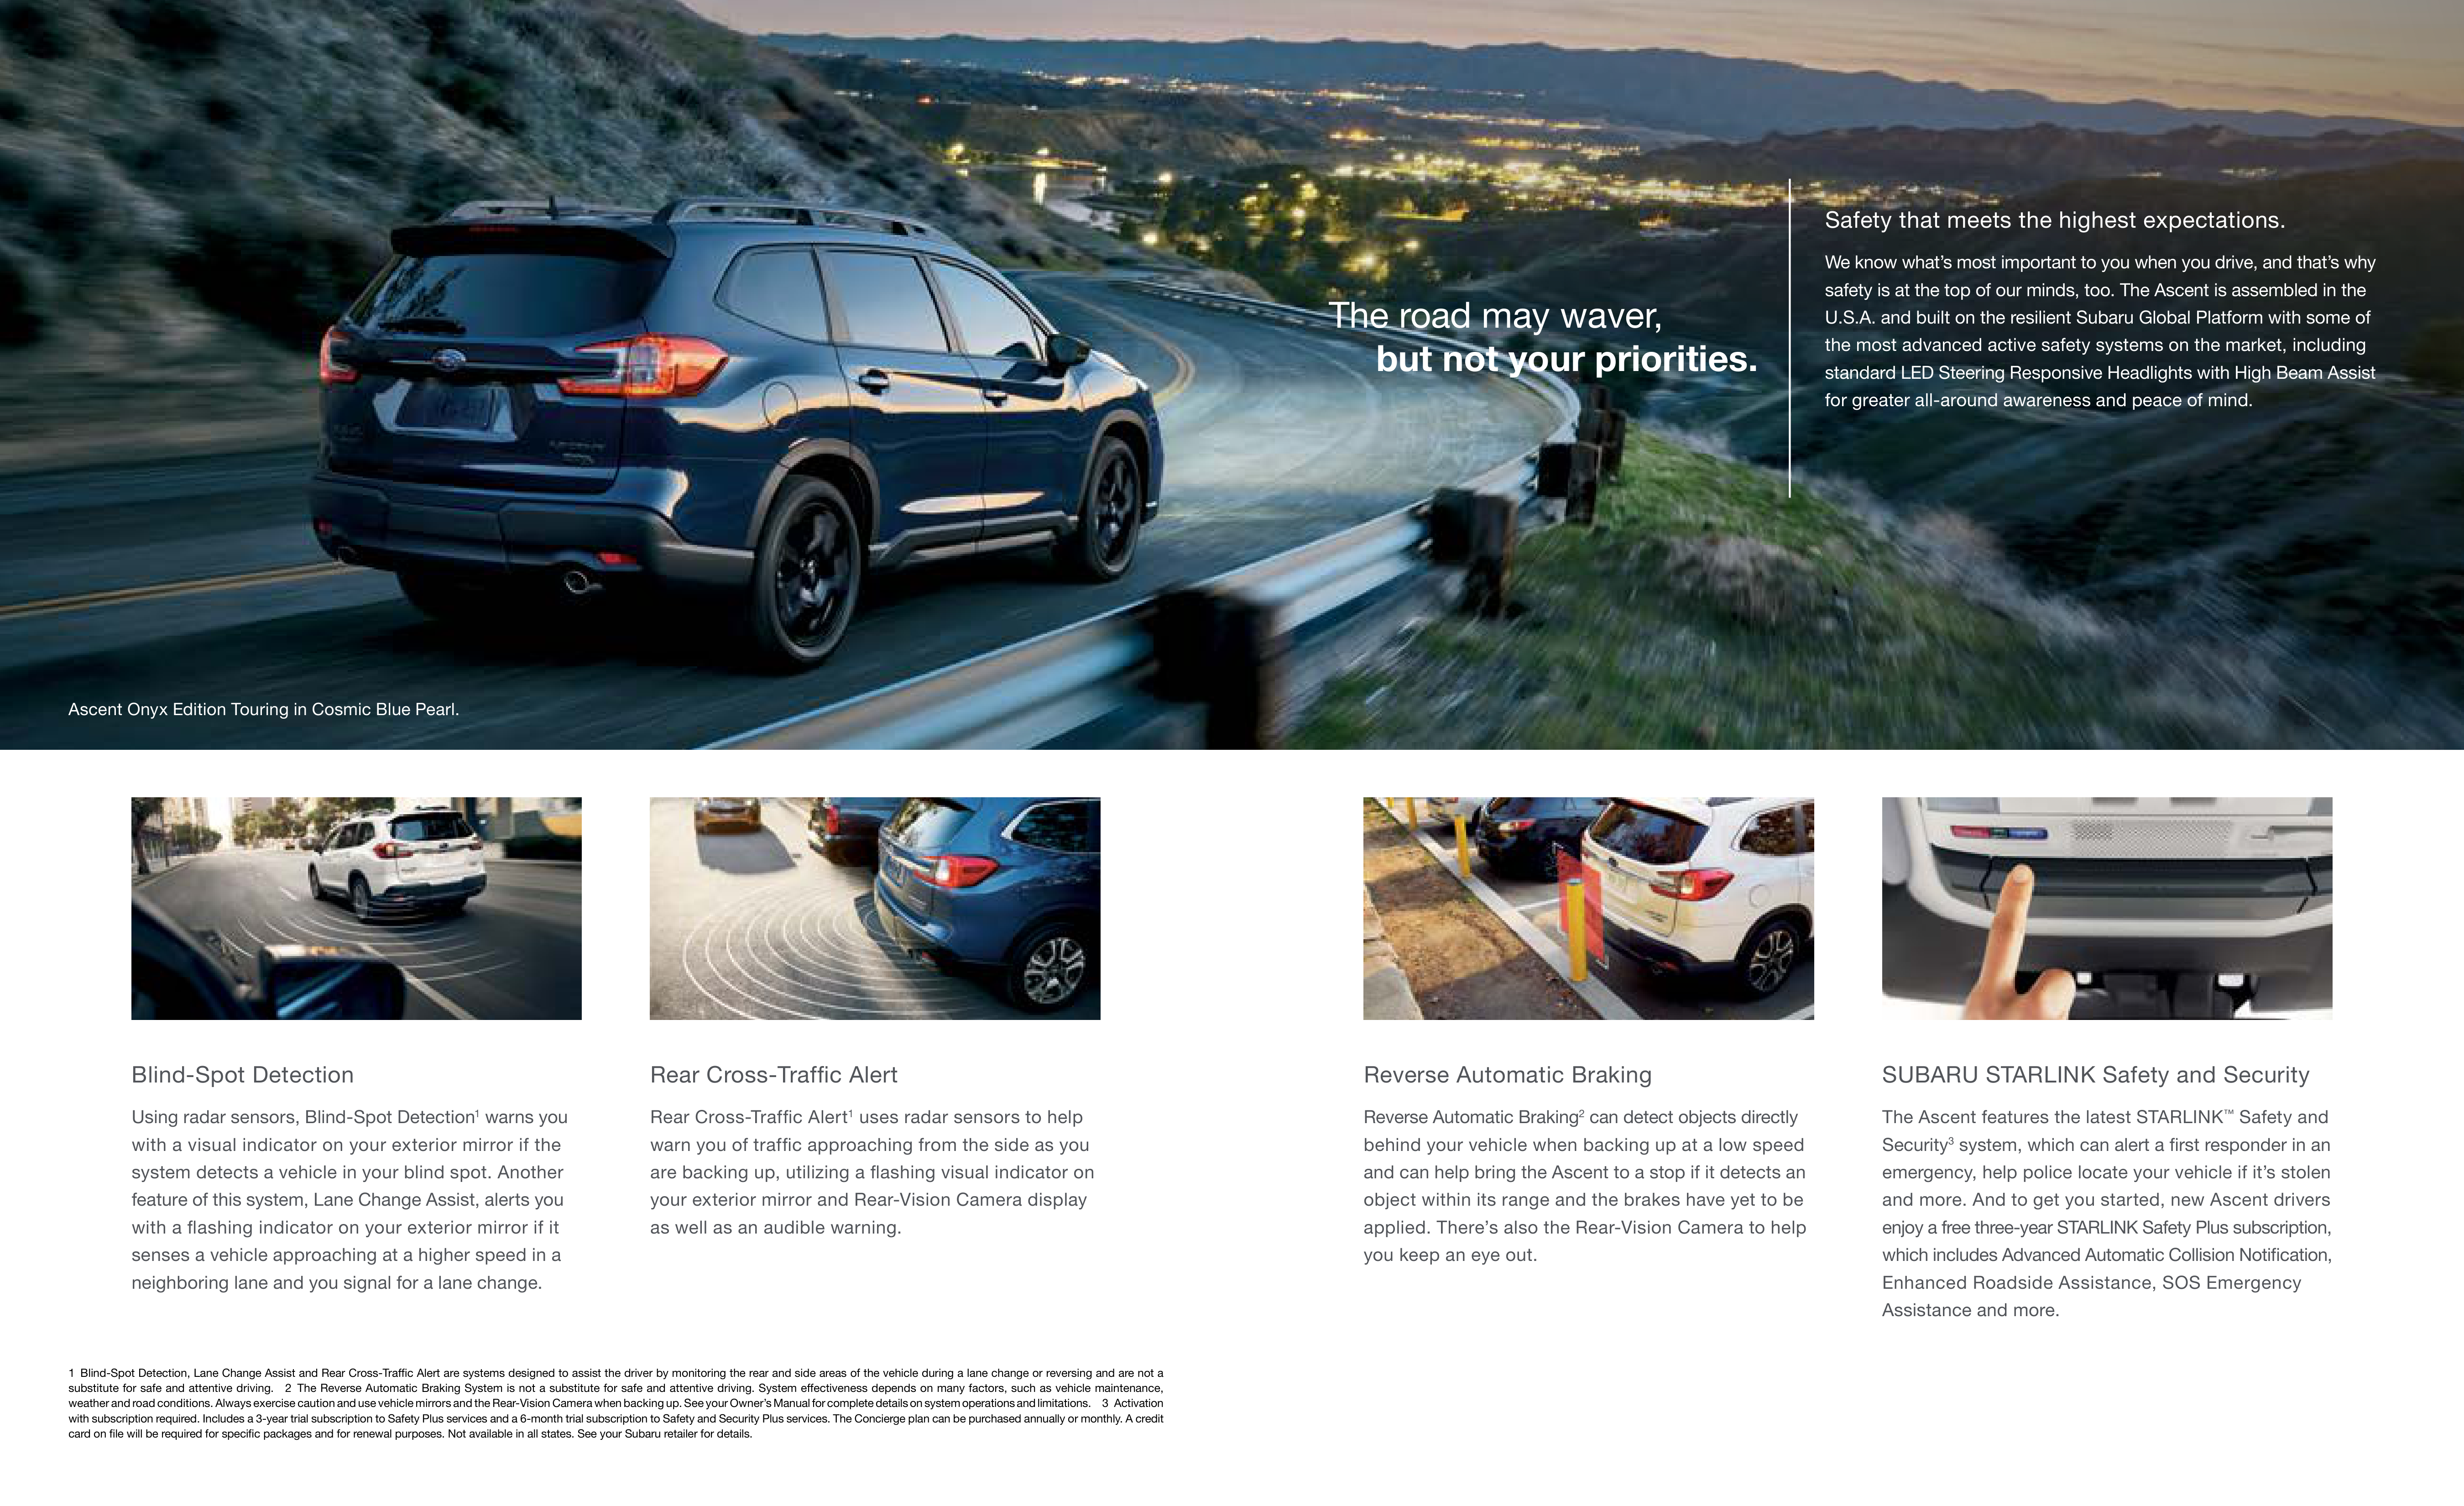 The road may waver,
but not your priorities.
Safety that meets the highest expectations.
We know what's most important to you when you drive, and that's why
safety is at the top of our minds, too. The Ascent is assembled in the
U.S.A. and built on the resilient Subaru Global Platform with some of
the most advanced active safety systems on the market, including
standard LED Steering Responsive Headlights with High Beam Assist
for greater all-around awareness and peace of mind.
Ascent Onyx Edition Touring in Cosmic Blue Pearl.
Blind-Spot Detection
Using radar sensors, Blind-Spot Detection¹ warns you
with a visual indicator on your exterior mirror if the
system detects a vehicle in your blind spot. Another
feature of this system, Lane Change Assist, alerts you
with a flashing indicator on your exterior mirror if it
senses a vehicle approaching at a higher speed in a
neighboring lane and you signal for a lane change.
Rear Cross-Traffic Alert
Rear Cross-Traffic Alert¹ uses radar sensors to help
warn you of traffic approaching from the side as you
are backing up, utilizing a flashing visual indicator on
your exterior mirror and Rear-Vision Camera display
as well as an audible warning.
Reverse Automatic Braking
Reverse Automatic Braking² can detect objects directly
behind your vehicle when backing up at a low speed
and can help bring the Ascent to a stop if it detects an
object within its range and the brakes have yet to be
applied. There's also the Rear-Vision Camera to help
you keep an eye out.
SUBARU STARLINK Safety and Security
The Ascent features the latest STARLINK™ Safety and
Security³ system, which can alert a first responder in an
emergency, help police locate your vehicle if it's stolen
and more. And to get you started, new Ascent drivers
enjoy a free three-year STARLINK Safety Plus subscription,
which includes Advanced Automatic Collision Notification,
Enhanced Roadside Assistance, SOS Emergency
Assistance and more.
1 Blind-Spot Detection, Lane Change Assist and Rear Cross-Traffic Alert are systems designed to assist the driver by monitoring the rear and side areas of the vehicle during a lane change or reversing and are not a
substitute for safe and attentive driving. 2 The Reverse Automatic Braking System is not a substitute for safe and attentive driving. System effectiveness depends on many factors, such as vehicle maintenance,
weather and road conditions. Always exercise caution and use vehicle mirrors and the Rear-Vision Camera when backing up. See your Owner's Manual for complete details on system operations and limitations. 3 Activation
with subscription required. Includes a 3-year trial subscription to Safety Plus services and a 6-month trial subscription to Safety and Security Plus services. The Concierge plan can be purchased annually or monthly. A credit
card on file will be required for specific packages and for renewal purposes. Not available in all states. See your Subaru retailer for details.